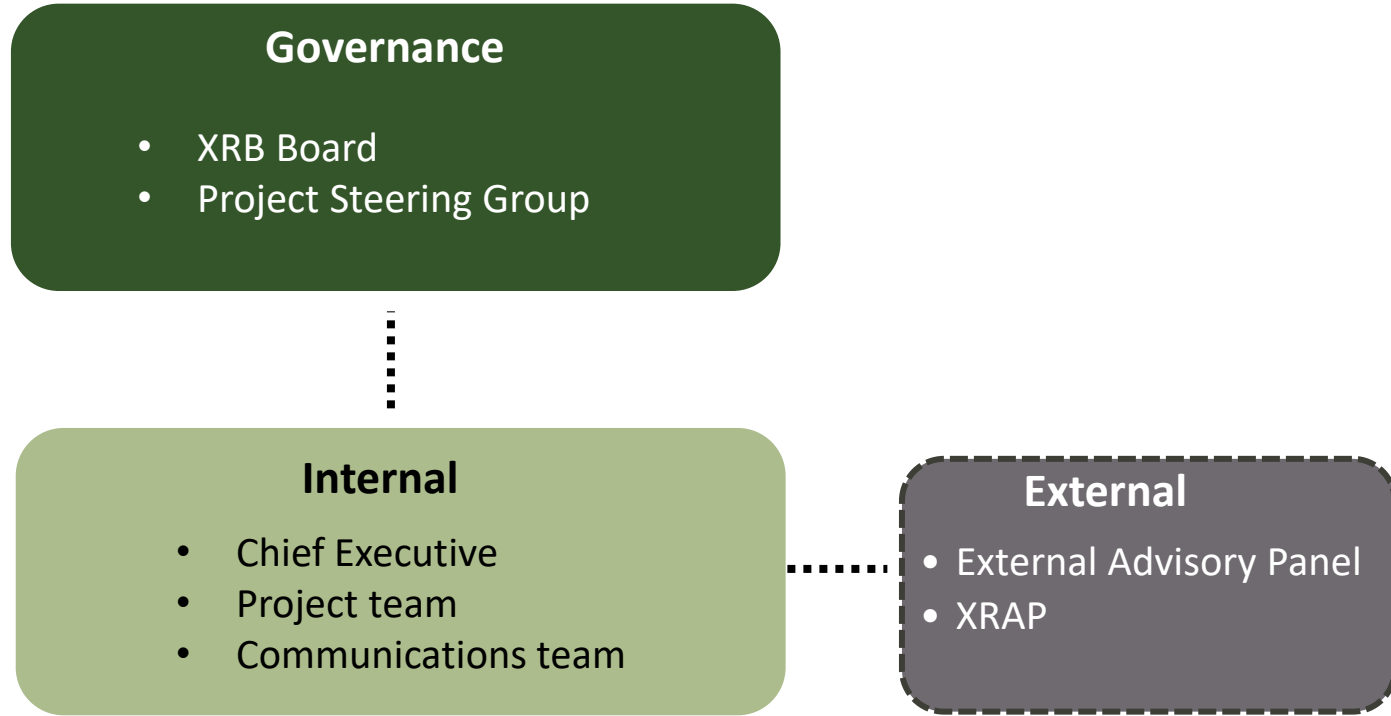 Governance
• XRB Board
• Project Steering Group
Internal
• Chief Executive
• Project team
• Communications team
External
• External Advisory Panel
• XRAP